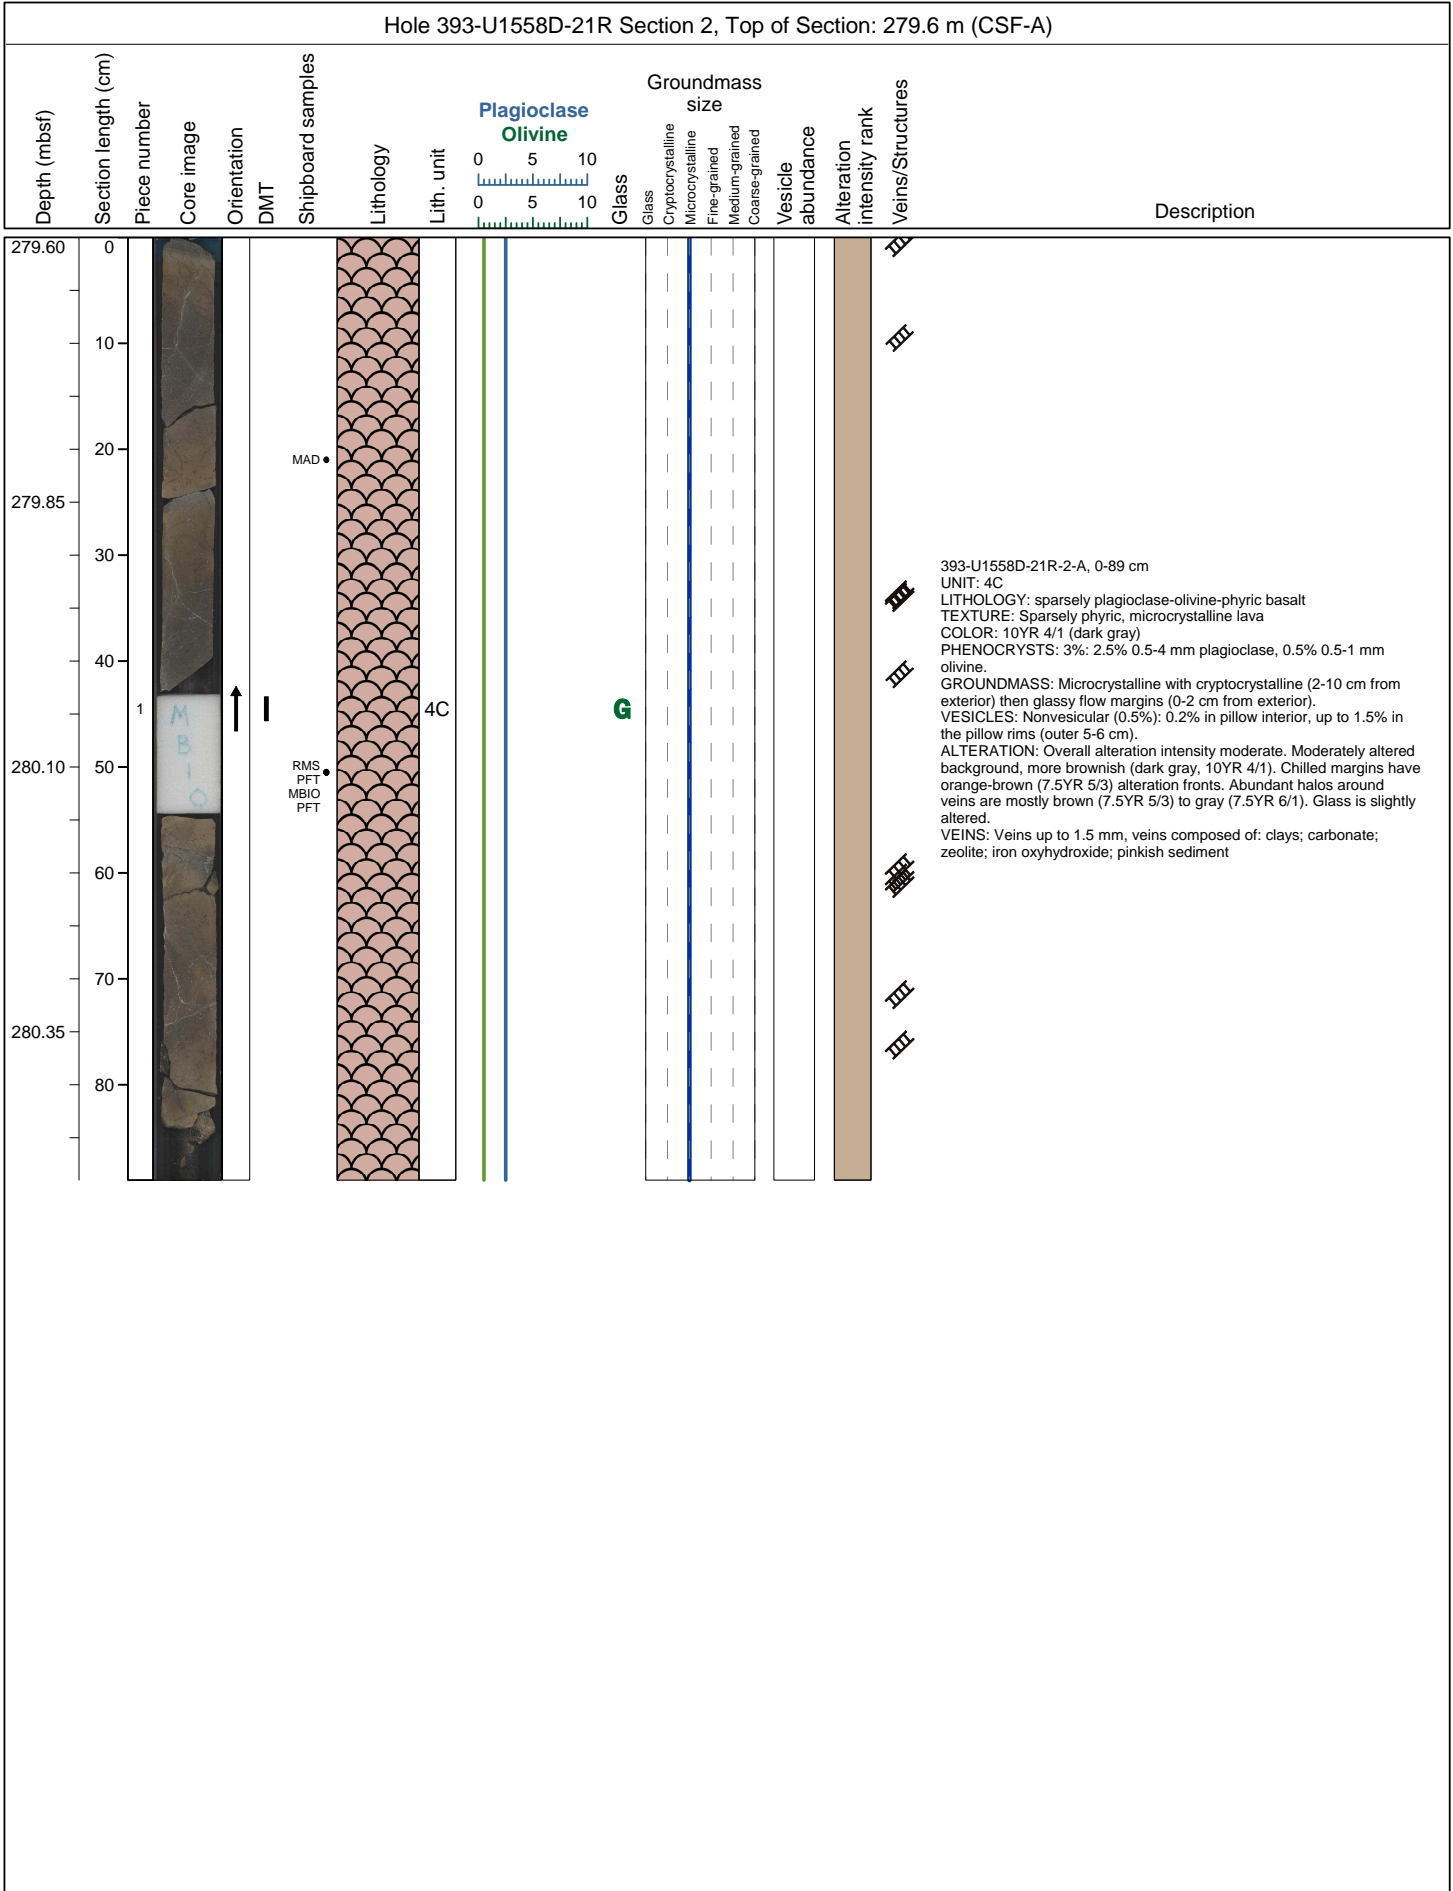 Hole 393-U1558D-21R Section 2, Top of Section: 279.6 m (CSF-A)
Depth (mbsf)
Section length (cm)
Piece number
Core image
Orientation
DMT
Shipboard samples
Lithology
Lith. unit
Plagioclase
Olivine
0 5 10
0 5 10
Glass
Groundmass
size
Glass
Cryptocrystalline
Microcrystalline
Fine-grained
Medium-grained
Coarse-grained
Vesicle
abundance
Alteration
intensity rank
Veins/Structures
Description
279.60
279.85
280.10
280.35
0
10
20
30
40
50
60
70
80
1
M
B
I
O
MAD
RMS
PFT
MBIO
PFT
4C
G
393-U1558D-21R-2-A, 0-89 cm
UNIT: 4C
LITHOLOGY: sparsely plagioclase-olivine-phyric basalt
TEXTURE: Sparsely phyric, microcrystalline lava
COLOR: 10YR 4/1 (dark gray)
PHENOCRYSTS: 3%: 2.5% 0.5-4 mm plagioclase, 0.5% 0.5-1 mm
olivine.
GROUNDMASS: Microcrystalline with cryptocrystalline (2-10 cm from
exterior) then glassy flow margins (0-2 cm from exterior).
VESICLES: Nonvesicular (0.5%): 0.2% in pillow interior, up to 1.5% in
the pillow rims (outer 5-6 cm).
ALTERATION: Overall alteration intensity moderate. Moderately altered
background, more brownish (dark gray, 10YR 4/1). Chilled margins have
orange-brown (7.5YR 5/3) alteration fronts. Abundant halos around
veins are mostly brown (7.5YR 5/3) to gray (7.5YR 6/1). Glass is slightly
altered.
VEINS: Veins up to 1.5 mm, veins composed of: clays; carbonate;
zeolite; iron oxyhydroxide; pinkish sediment